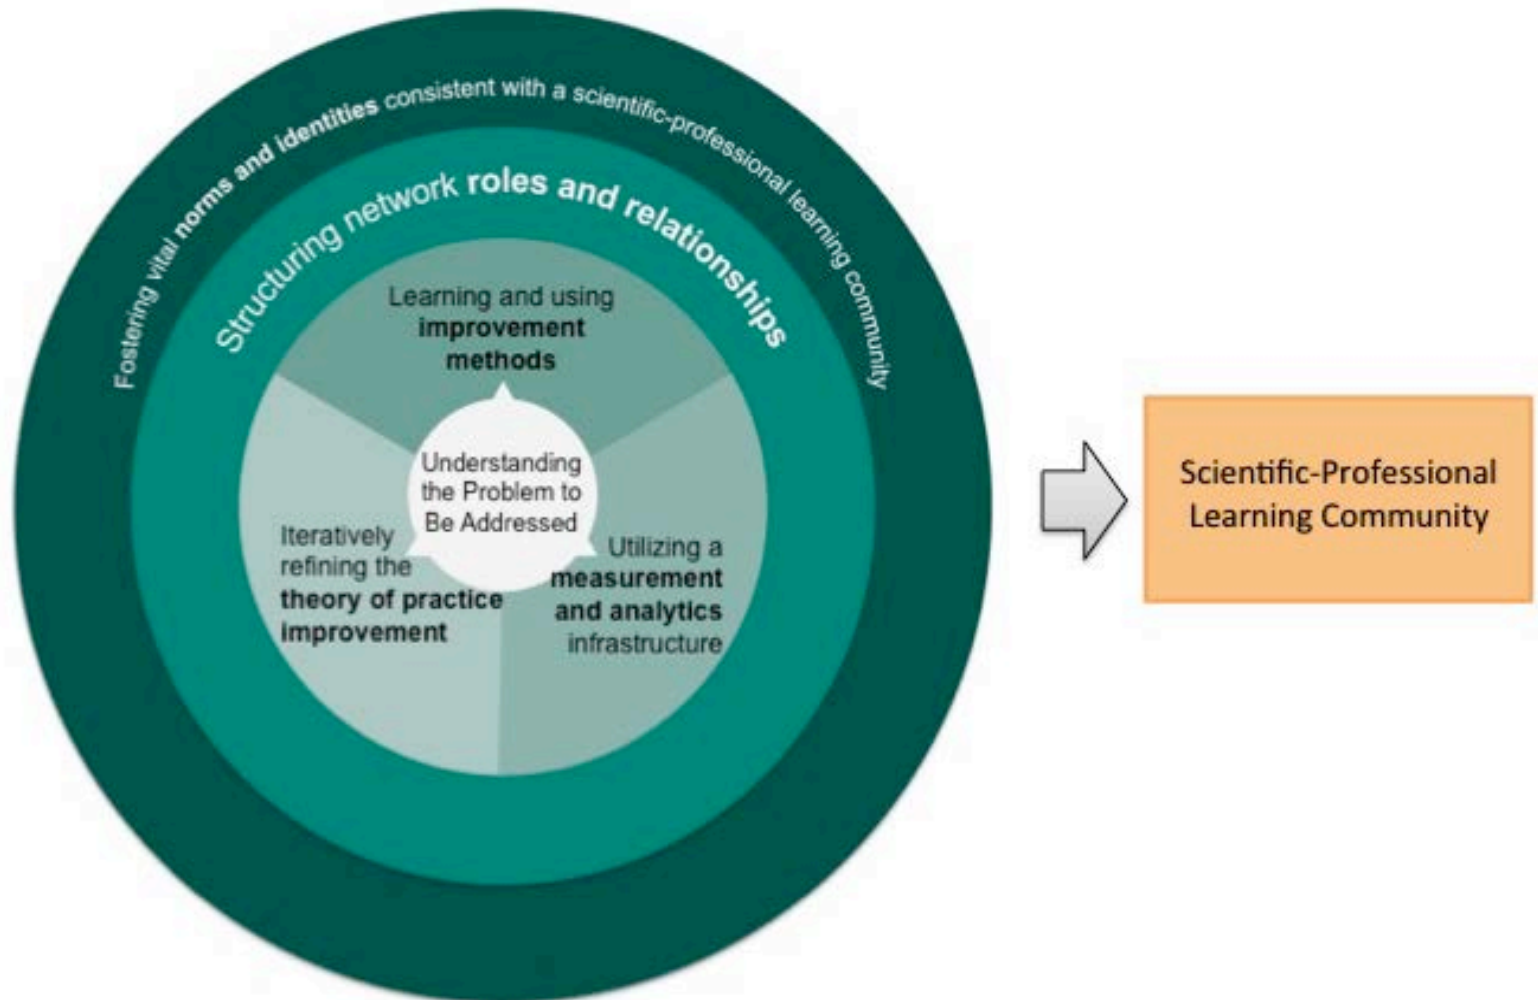 Fostering vital norms and identities consistent with a scientific-professional learning community
Structuring network roles and relationships
Learning and using
improvement
methods
Understanding
the Problem to
Be Addressed
Iteratively
refining the
theory of practice
improvement
Utilizing a
measurement
and analytics
infrastructure
Scientific-Professional
Learning Community